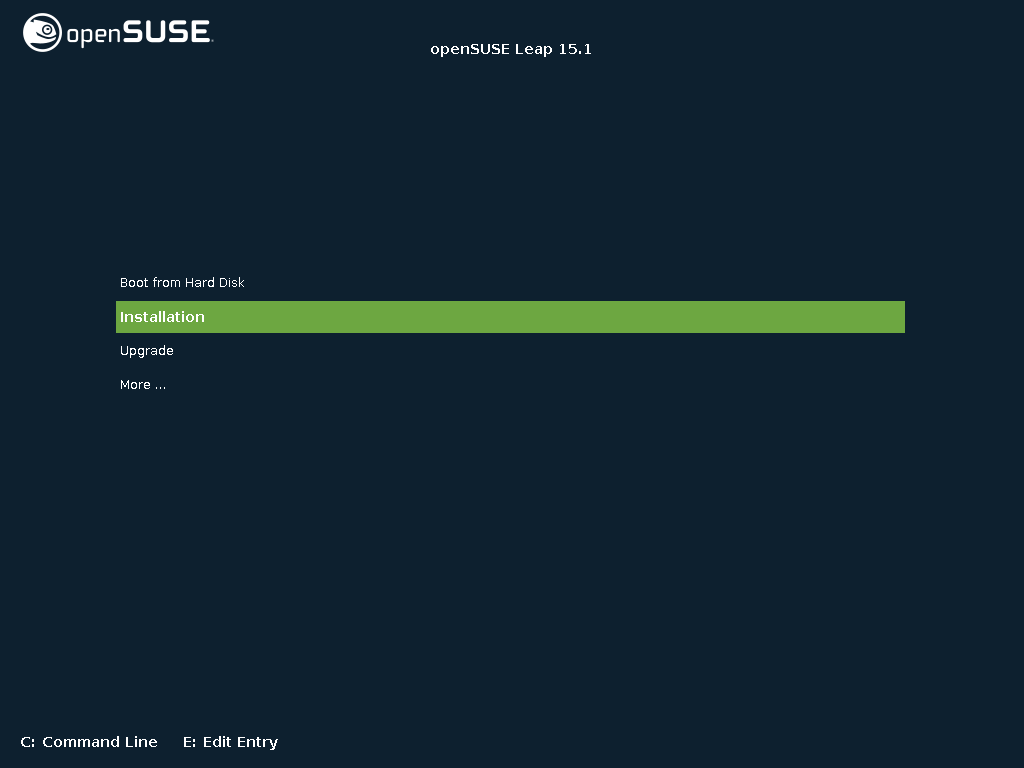 openSUSE.
openSUSE Leap 15.1
Boot from Hard Disk
Installation
Upgrade
More ...
C: Command Line E: Edit Entry